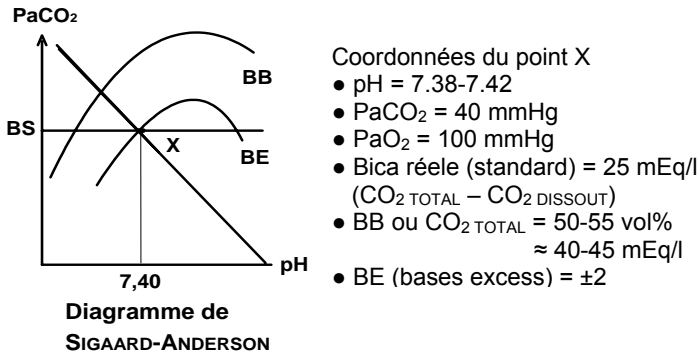 PaCO₂
BB
BS
X
BE
pH
7,40
Diagramme de
SIGAARD-ANDERSON
Coordonnées du point X
● pH = 7.38-7.42
● PaCO₂ = 40 mmHg
● PaO₂ = 100 mmHg
● Bica réele (standard) = 25 mEq/l
(CO₂ TOTAL – CO₂ DISSOUT)
● BB ou CO₂ TOTAL = 50-55 vol%
≈ 40-45 mEq/l
● BE (bases excess) = ±2